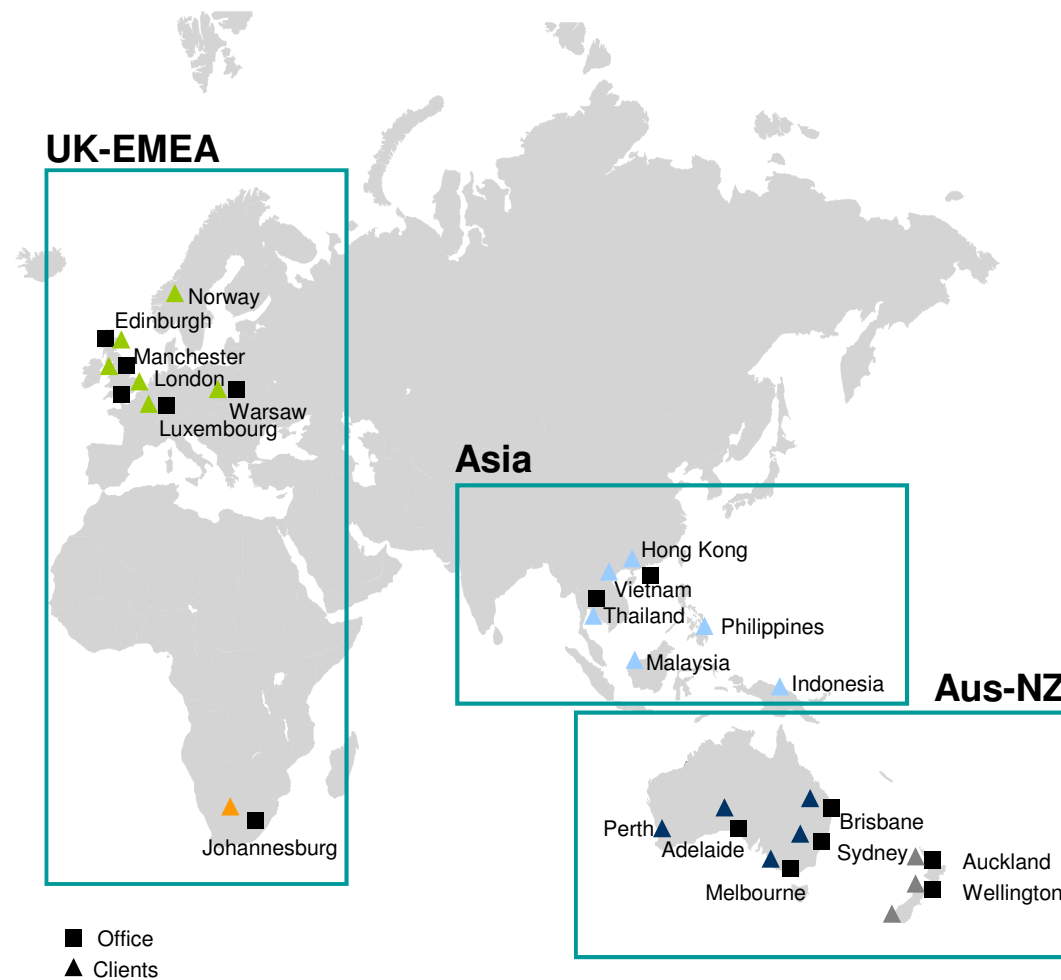 UK-EMEA
Norway
Edinburgh
Manchester
London
Warsaw
Luxembourg
Asia
Hong Kong
Vietnam
Thailand
Philippines
Malaysia
Indonesia
Aus-NZ
Perth
Brisbane
Adelaide
Sydney
Johannesburg
Auckland
Melbourne
Wellington
Office
Clients